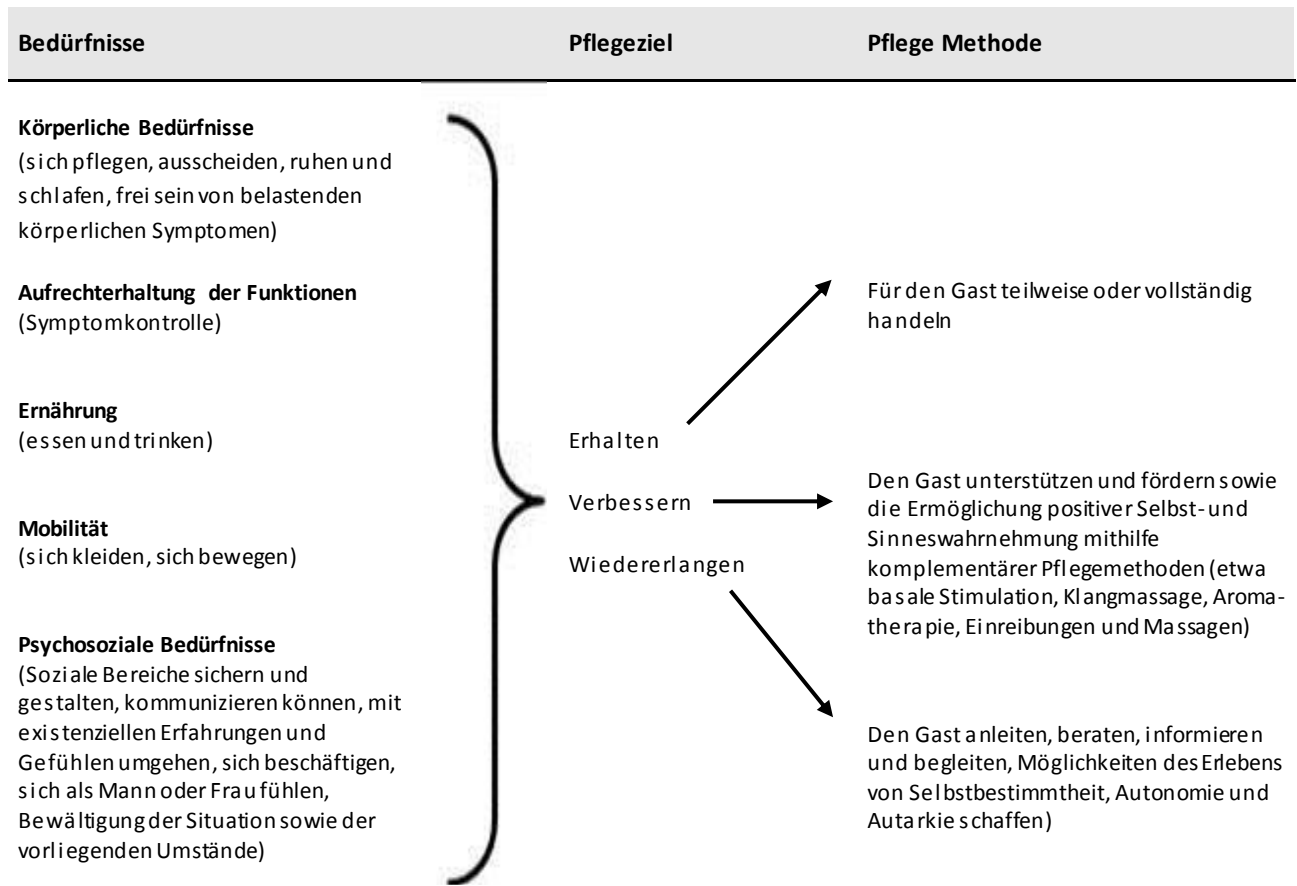 Bedürfnisse
Pflegeziel
Pflege Methode
Körperliche Bedürfnisse
(sich pflegen, ausscheiden, ruhen und
schlafen, frei sein von belastenden
körperlichen Symptomen)
Aufrechterhaltung der Funktionen
(Symptomkontrolle)
Ernährung
(essen und trinken)
Mobilität
(sich kleiden, sich bewegen)
Psychosoziale Bedürfnisse
(Soziale Bereiche sichern und
gestalten, kommunizieren können, mit
existenziellen Erfahrungen und
Gefühlen umgehen, sich beschäftigen,
sich als Mann oder Frau fühlen,
Bewältigung der Situation sowie der
vorliegenden Umstände)
Erhalten
Verbessern
Wiedererlangen
Für den Gast teilweise oder vollständig
handeln
Den Gast unterstützen und fördern sowie
die Ermöglichung positiver Selbst- und
Sinneswahrnehmung mithilfe
komplementärer Pflegemethoden (etwa
basale Stimulation, Klangmassage, Aroma-
therapie, Einreibungen und Massagen)
Den Gast anleiten, beraten, informieren
und begleiten, Möglichkeiten des Erlebens
von Selbstbestimmtheit, Autonomie und
Autarkie schaffen)